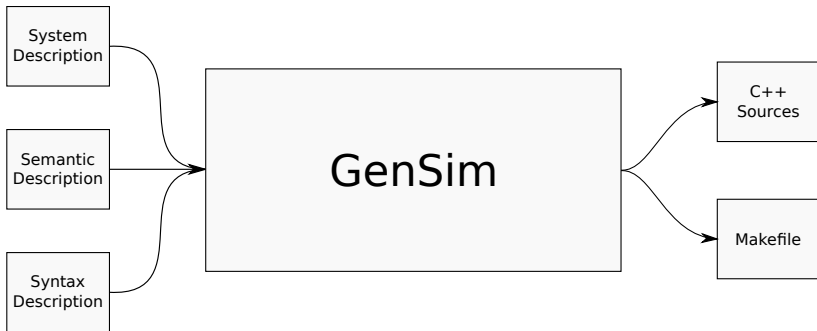 System
Description
Semantic
Description
Syntax
Description
GenSim
C++
Sources
Makefile